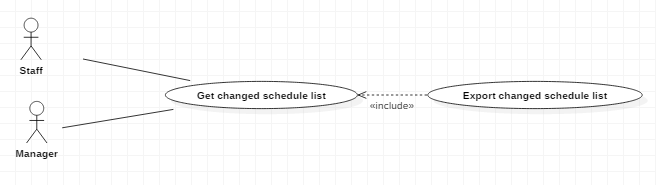 Staff
Get changed schedule list
Export changed schedule list
«include»
Manager